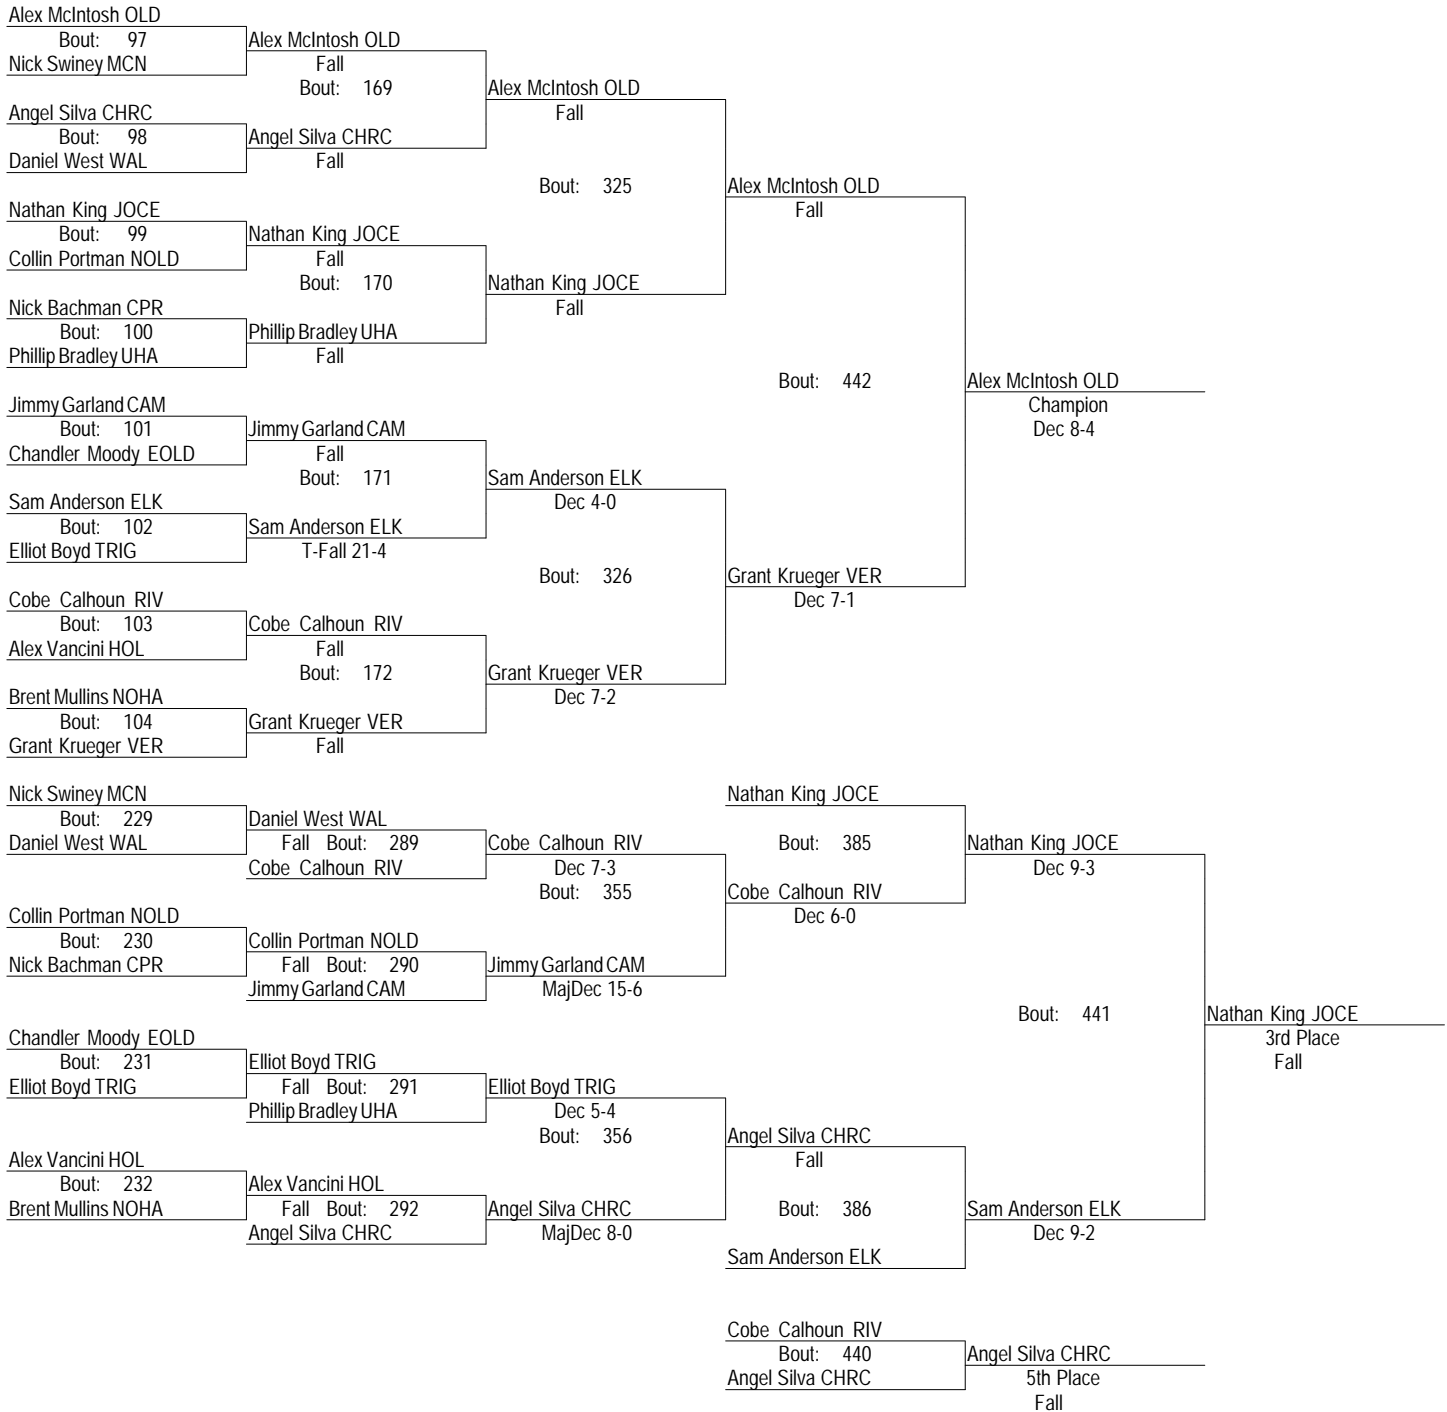 Alex McIntosh OLD
Bout: 97
Alex McIntosh OLD
Nick Swiney MCN
Fall
Bout: 169
Alex McIntosh OLD
Angel Silva CHRC
Fall
Bout: 98
Angel Silva CHRC
Daniel West WAL
Fall
Bout: 325
Alex McIntosh OLD
Nathan King JOCE
Fall
Bout: 99
Nathan King JOCE
Collin Portman NOLD
Fall
Bout: 170
Nathan King JOCE
Nick Bachman CPR
Fall
Bout: 100
Phillip Bradley UHA
Phillip Bradley UHA
Fall
Bout: 442
Alex McIntosh OLD
Jimmy Garland CAM
Champion
Bout: 101
Jimmy Garland CAM
Dec 8-4
Chandler Moody EOLD
Fall
Bout: 171
Sam Anderson ELK
Sam Anderson ELK
Dec 4-0
Bout: 102
Sam Anderson ELK
Elliot Boyd TRIG
T-Fall 21-4
Bout: 326
Grant Krueger VER
Cobe Calhoun RIV
Dec 7-1
Bout: 103
Cobe Calhoun RIV
Alex Vancini HOL
Fall
Bout: 172
Grant Krueger VER
Brent Mullins NOHA
Dec 7-2
Bout: 104
Grant Krueger VER
Grant Krueger VER
Fall
Nick Swiney MCN
Nathan King JOCE
Bout: 229
Daniel West WAL
Daniel West WAL
Fall Bout: 289
Cobe Calhoun RIV
Bout: 385
Nathan King JOCE
Cobe Calhoun RIV
Dec 7-3
Dec 9-3
Bout: 355
Cobe Calhoun RIV
Collin Portman NOLD
Dec 6-0
Bout: 230
Collin Portman NOLD
Nick Bachman CPR
Fall Bout: 290
Jimmy Garland CAM
Jimmy Garland CAM
MajDec 15-6
Bout: 441
Nathan King JOCE
Chandler Moody EOLD
3rd Place
Bout: 231
Elliot Boyd TRIG
Fall
Elliot Boyd TRIG
Fall Bout: 291
Elliot Boyd TRIG
Phillip Bradley UHA
Dec 5-4
Bout: 356
Angel Silva CHRC
Alex Vancini HOL
Fall
Bout: 232
Alex Vancini HOL
Brent Mullins NOHA
Fall Bout: 292
Angel Silva CHRC
Bout: 386
Sam Anderson ELK
Angel Silva CHRC
MajDec 8-0
Dec 9-2
Sam Anderson ELK
Cobe Calhoun RIV
Bout: 440
Angel Silva CHRC
Angel Silva CHRC
5th Place
Fall